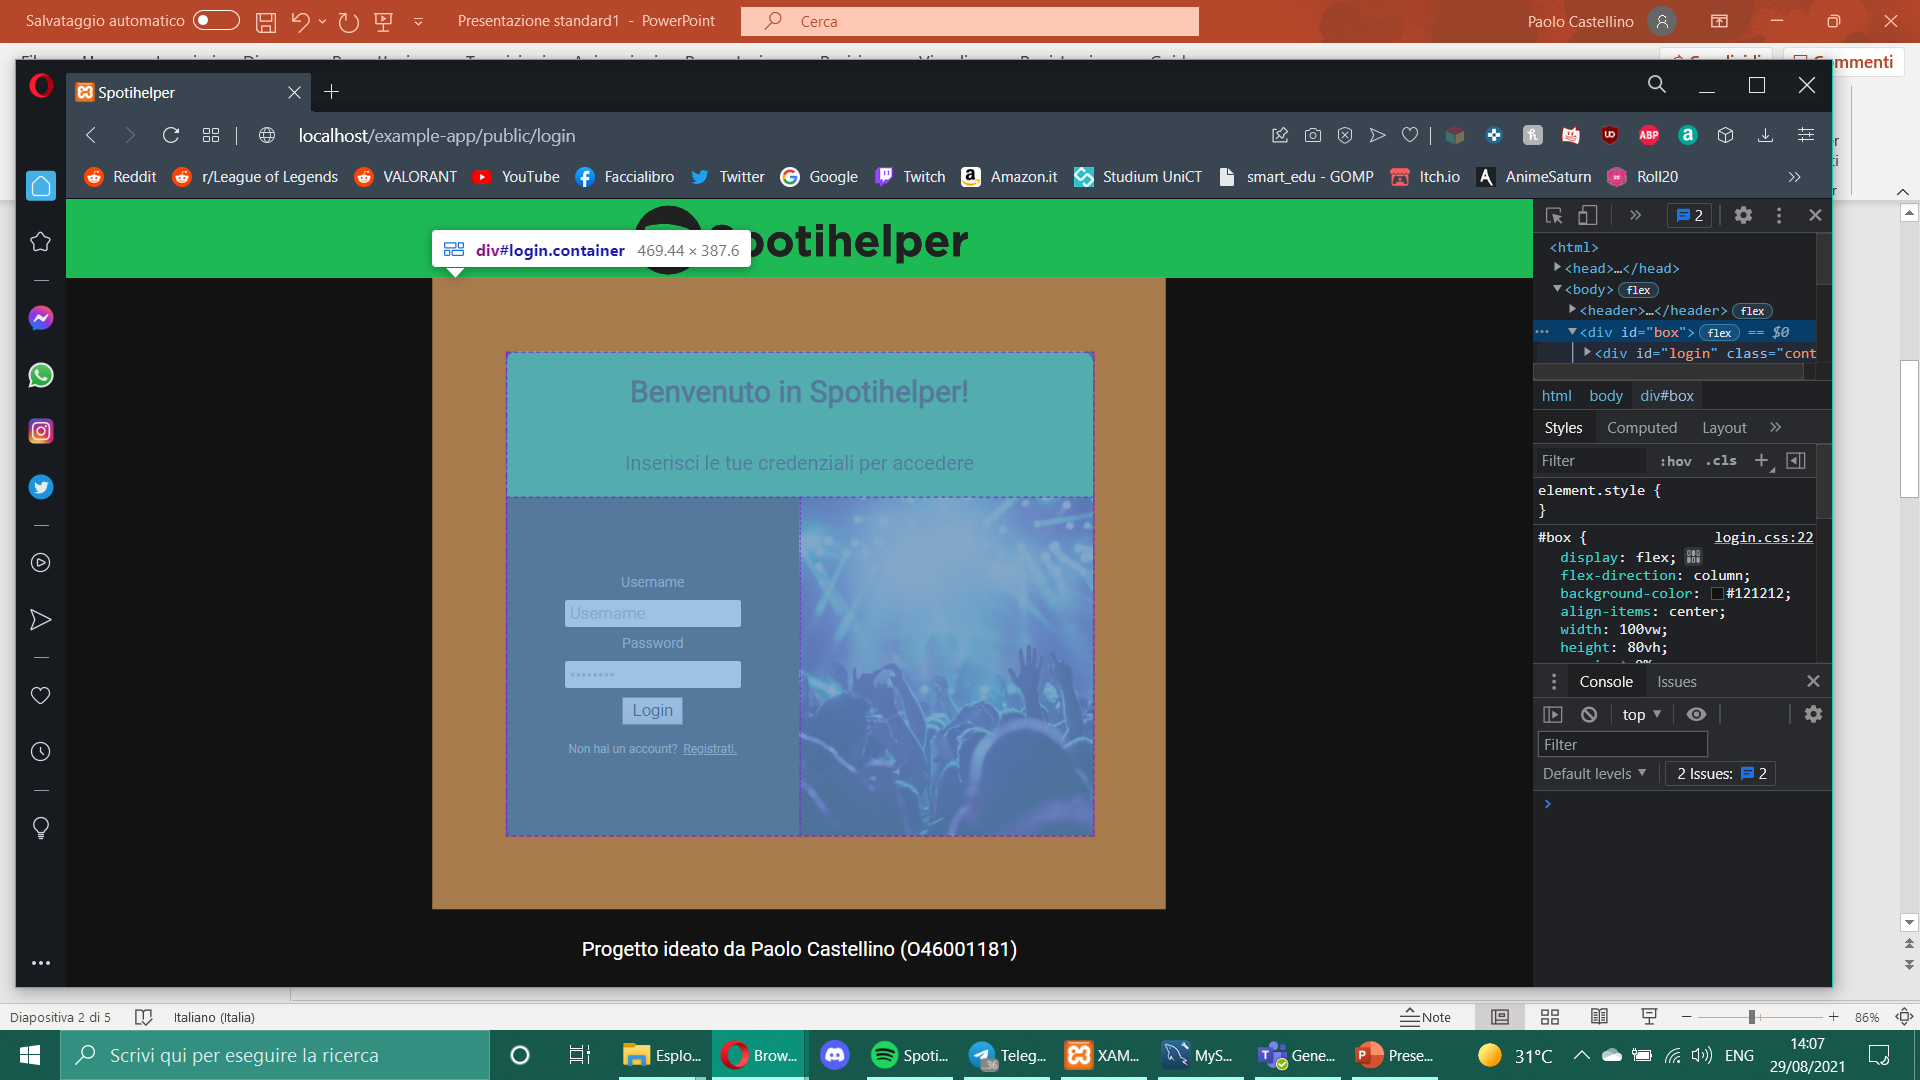 Salvataggio automatico
Presentazione standard1 - PowerPoint
Cerca
Paolo Castellino
Commenti
Spotihelper
localhost/example-app/public/login
Reddit
r/League of Legends
VALORANT
YouTube
Faccialibro
Twitter
Google
Twitch
Amazon.it
Studium UniCT
smart_edu - GOMP
Itch.io
AnimeSaturn
Roll20
Spotihelper
div#login.container 469.44 × 387.6
Benvenuto in Spotihelper!
Inserisci le tue credenziali per accedere
Username
Username
Password
Login
Non hai un account? Registrati.
Progetto ideato da Paolo Castellino (O46001181)
2
<html>
<head>…</head>
<body> flex
<header>…</header> flex
<div id="box"> flex == $0
<div id="login" class="cont
html body div#box
Styles Computed Layout
Filter :hov .cls
element.style {
}
#box { login.css:22
display: flex;
flex-direction: column;
background-color: #121212;
align-items: center;
width: 100vw;
height: 80vh;
Console Issues
top
Filter
Default levels 2 Issues: 2
Diapositiva 2 di 5
Italiano (Italia)
Note
86%
Scrivi qui per eseguire la ricerca
Esplo...
Brow...
Spoti...
Teleg...
36
XAM...
MyS...
Gene...
Prese...
31°C
ENG
14:07
29/08/2021